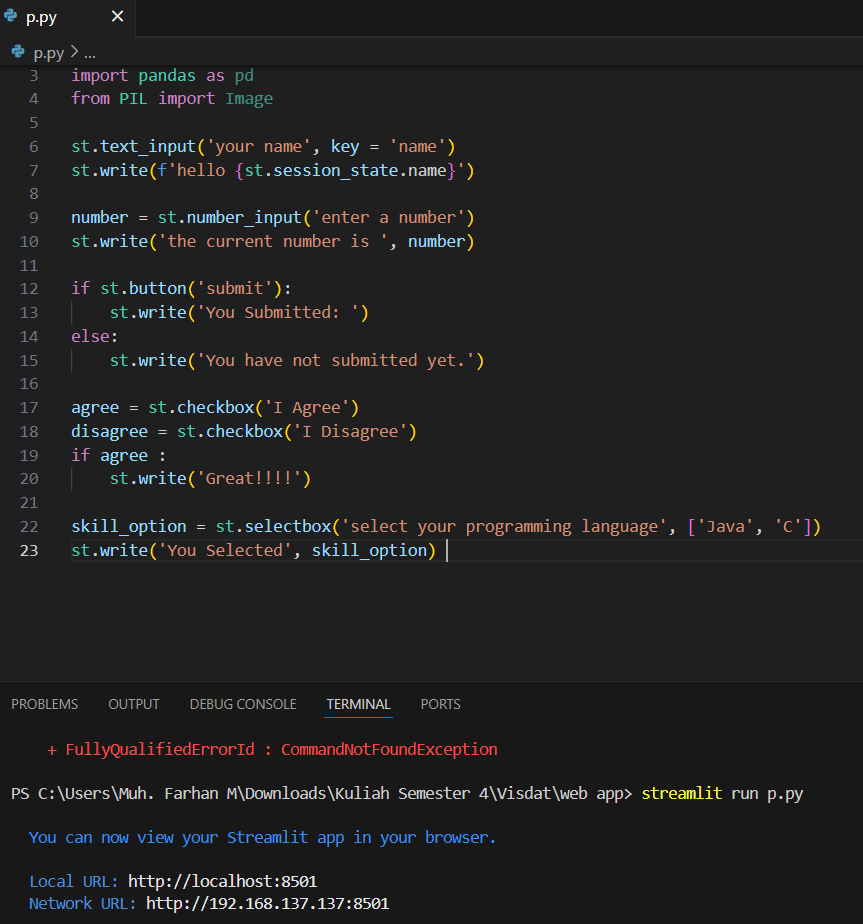 p.py
p.py > ...
3 import pandas as pd
4 from PIL import Image
5
6 st.text_input('your name', key = 'name')
7 st.write(f'hello {st.session_state.name}')
8
9 number = st.number_input('enter a number')
10 st.write('the current number is ', number)
11
12 if st.button('submit'):
13     st.write('You Submitted: ')
14 else:
15     st.write('You have not submitted yet.')
16
17 agree = st.checkbox('I Agree')
18 disagree = st.checkbox('I Disagree')
19 if agree :
20     st.write('Great!!!!')
21
22 skill_option = st.selectbox('select your programming language', ['Java', 'C'])
23 st.write('You Selected', skill_option)
PROBLEMS OUTPUT DEBUG CONSOLE TERMINAL PORTS
+ FullyQualifiedErrorId : CommandNotFoundException
PS C:\Users\Muh. Farhan M\Downloads\Kuliah Semester 4\Visdat\web app> streamlit run p.py
You can now view your Streamlit app in your browser.
Local URL: http://localhost:8501
Network URL: http://192.168.137.137:8501